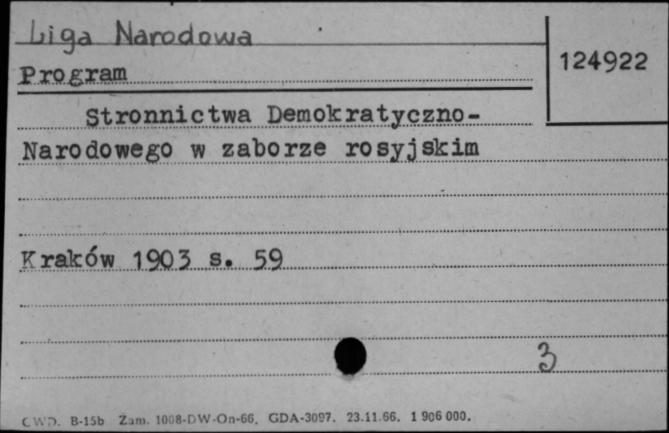 Liga Narodowa
124922
Program
Stronnictwa Demokratyczno-
Narodowego w zaborze rosyjskim
Kraków 1903 s. 59
3
CWD. B-15b Zam. 1008-DW-On-66. GDA-3097. 23.11.66. 1 906 000.